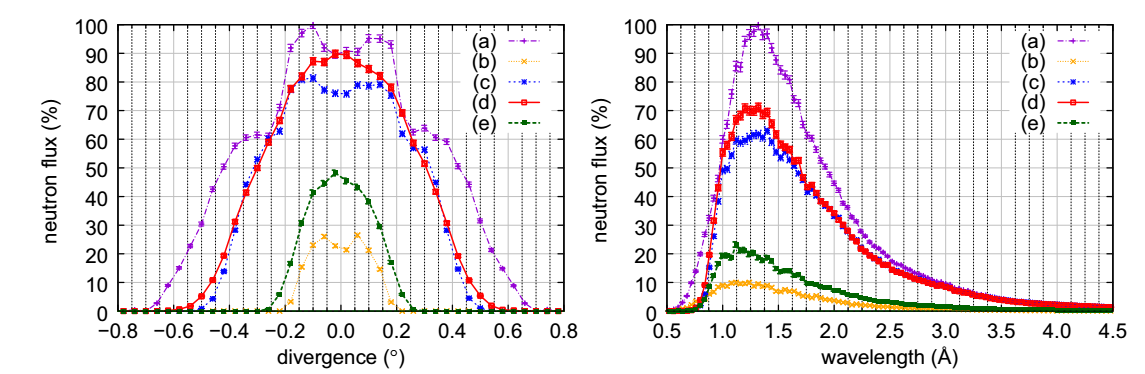 100
90
80
70
60
50
40
30
20
10
0
neutron flux (%)
−0.8 −0.6 −0.4 −0.2 0.0 0.2 0.4 0.6 0.8
divergence (°)
(a)
(b)
(c)
(d)
(e)
100
90
80
70
60
50
40
30
20
10
0
neutron flux (%)
0.5 1.0 1.5 2.0 2.5 3.0 3.5 4.0 4.5
wavelength (Å)
(a)
(b)
(c)
(d)
(e)